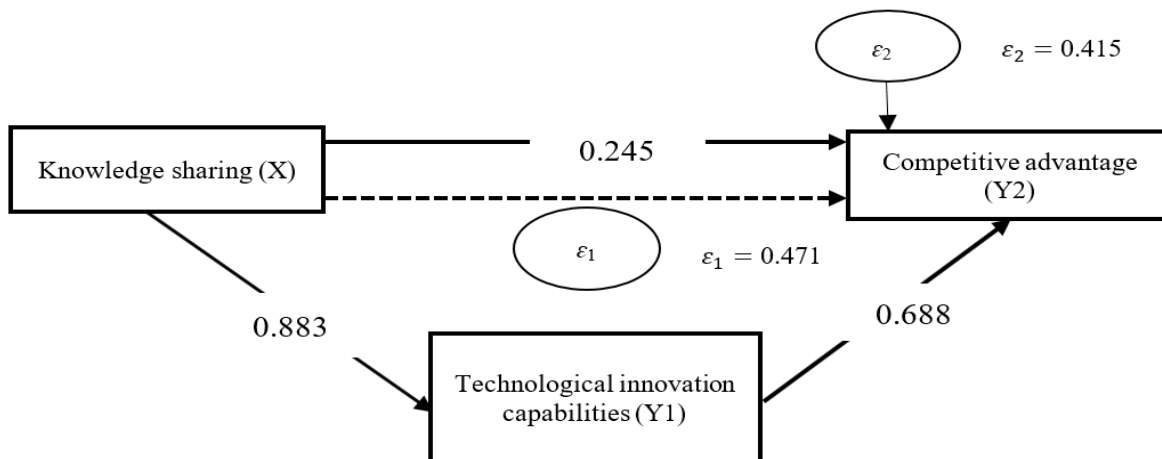 ε₂
ε₂ = 0.415
Knowledge sharing (X)
0.245
Competitive advantage
(Y2)
ε₁
ε₁ = 0.471
0.883
0.688
Technological innovation
capabilities (Y1)